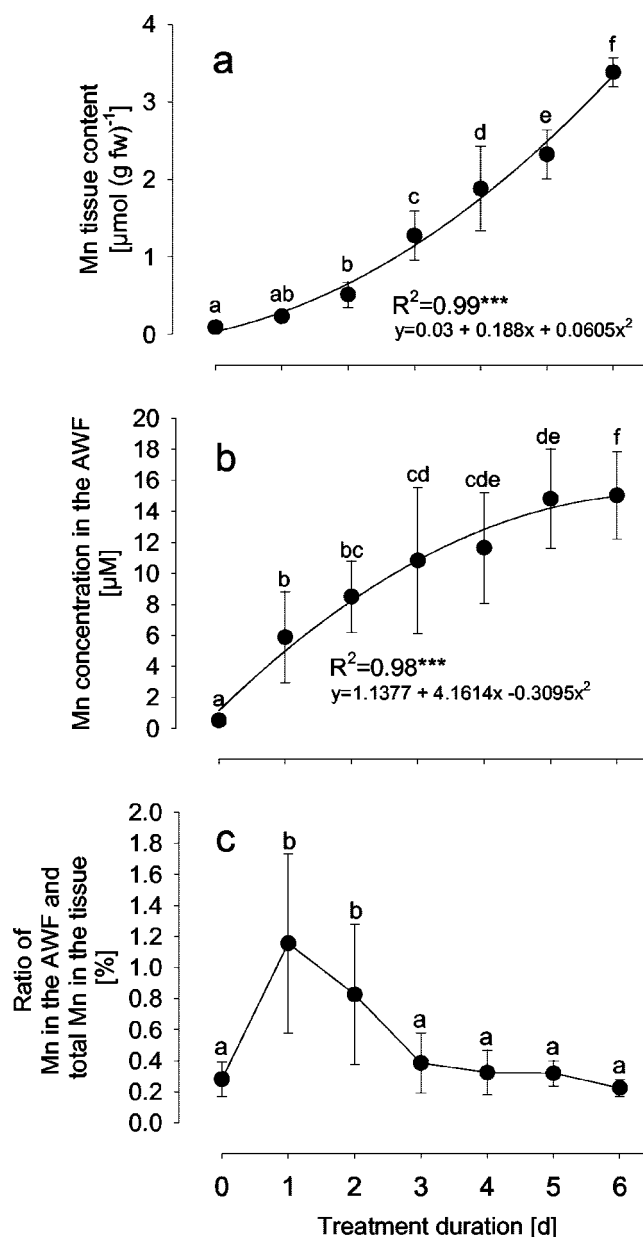 a
Mn tissue content
[µmol (g fw)⁻¹]
4
3
2
1
0
a
ab
b
c
d
e
f
R²=0.99***
y=0.03 + 0.188x + 0.0605x²
b
Mn concentration in the AWF
[µM]
20
18
16
14
12
10
8
6
4
2
0
a
b
bc
cd
cde
de
f
R²=0.98***
y=1.1377 + 4.1614x -0.3095x²
c
Ratio of
Mn in the AWF and
total Mn in the tissue
[%]
2.0
1.8
1.6
1.4
1.2
1.0
0.8
0.6
0.4
0.2
0.0
a
b
b
a
a
a
a
0 1 2 3 4 5 6
Treatment duration [d]